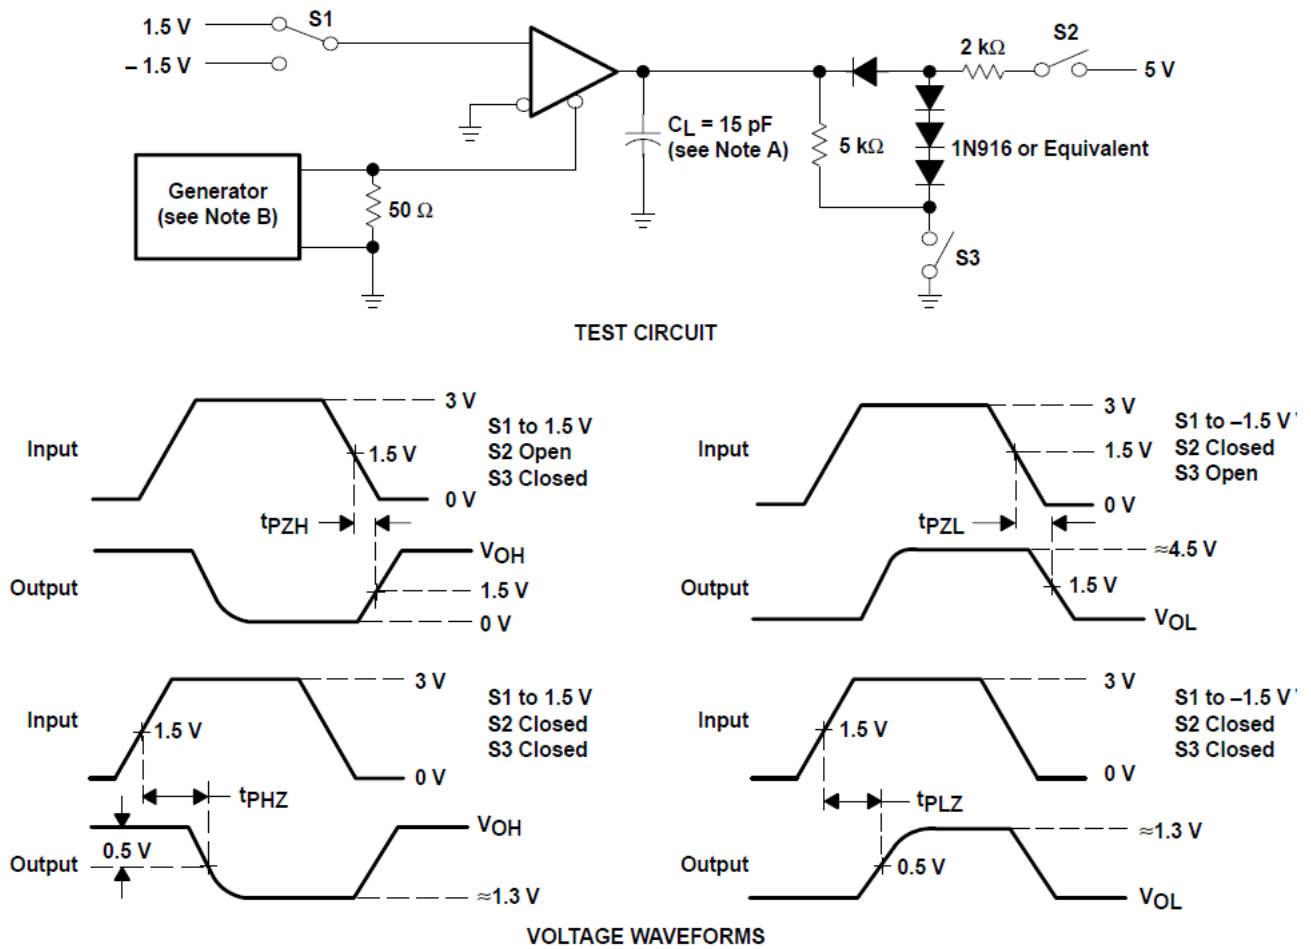 1.5 V
S1
– 1.5 V
2 kΩ
S2
5 V
CL = 15 pF
(see Note A)
5 kΩ
1N916 or Equivalent
Generator
(see Note B)
50 Ω
S3
TEST CIRCUIT
Input
3 V
1.5 V
0 V
S1 to 1.5 V
S2 Open
S3 Closed
tPZH
Output
VOH
1.5 V
0 V
Input
3 V
1.5 V
0 V
S1 to –1.5 V
S2 Closed
S3 Open
tPZL
Output
≈4.5 V
1.5 V
VOL
Input
3 V
1.5 V
0 V
S1 to 1.5 V
S2 Closed
S3 Closed
tPHZ
Output
0.5 V
VOH
≈1.3 V
Input
3 V
1.5 V
0 V
S1 to –1.5 V
S2 Closed
S3 Closed
tPLZ
Output
≈1.3 V
0.5 V
VOL
VOLTAGE WAVEFORMS